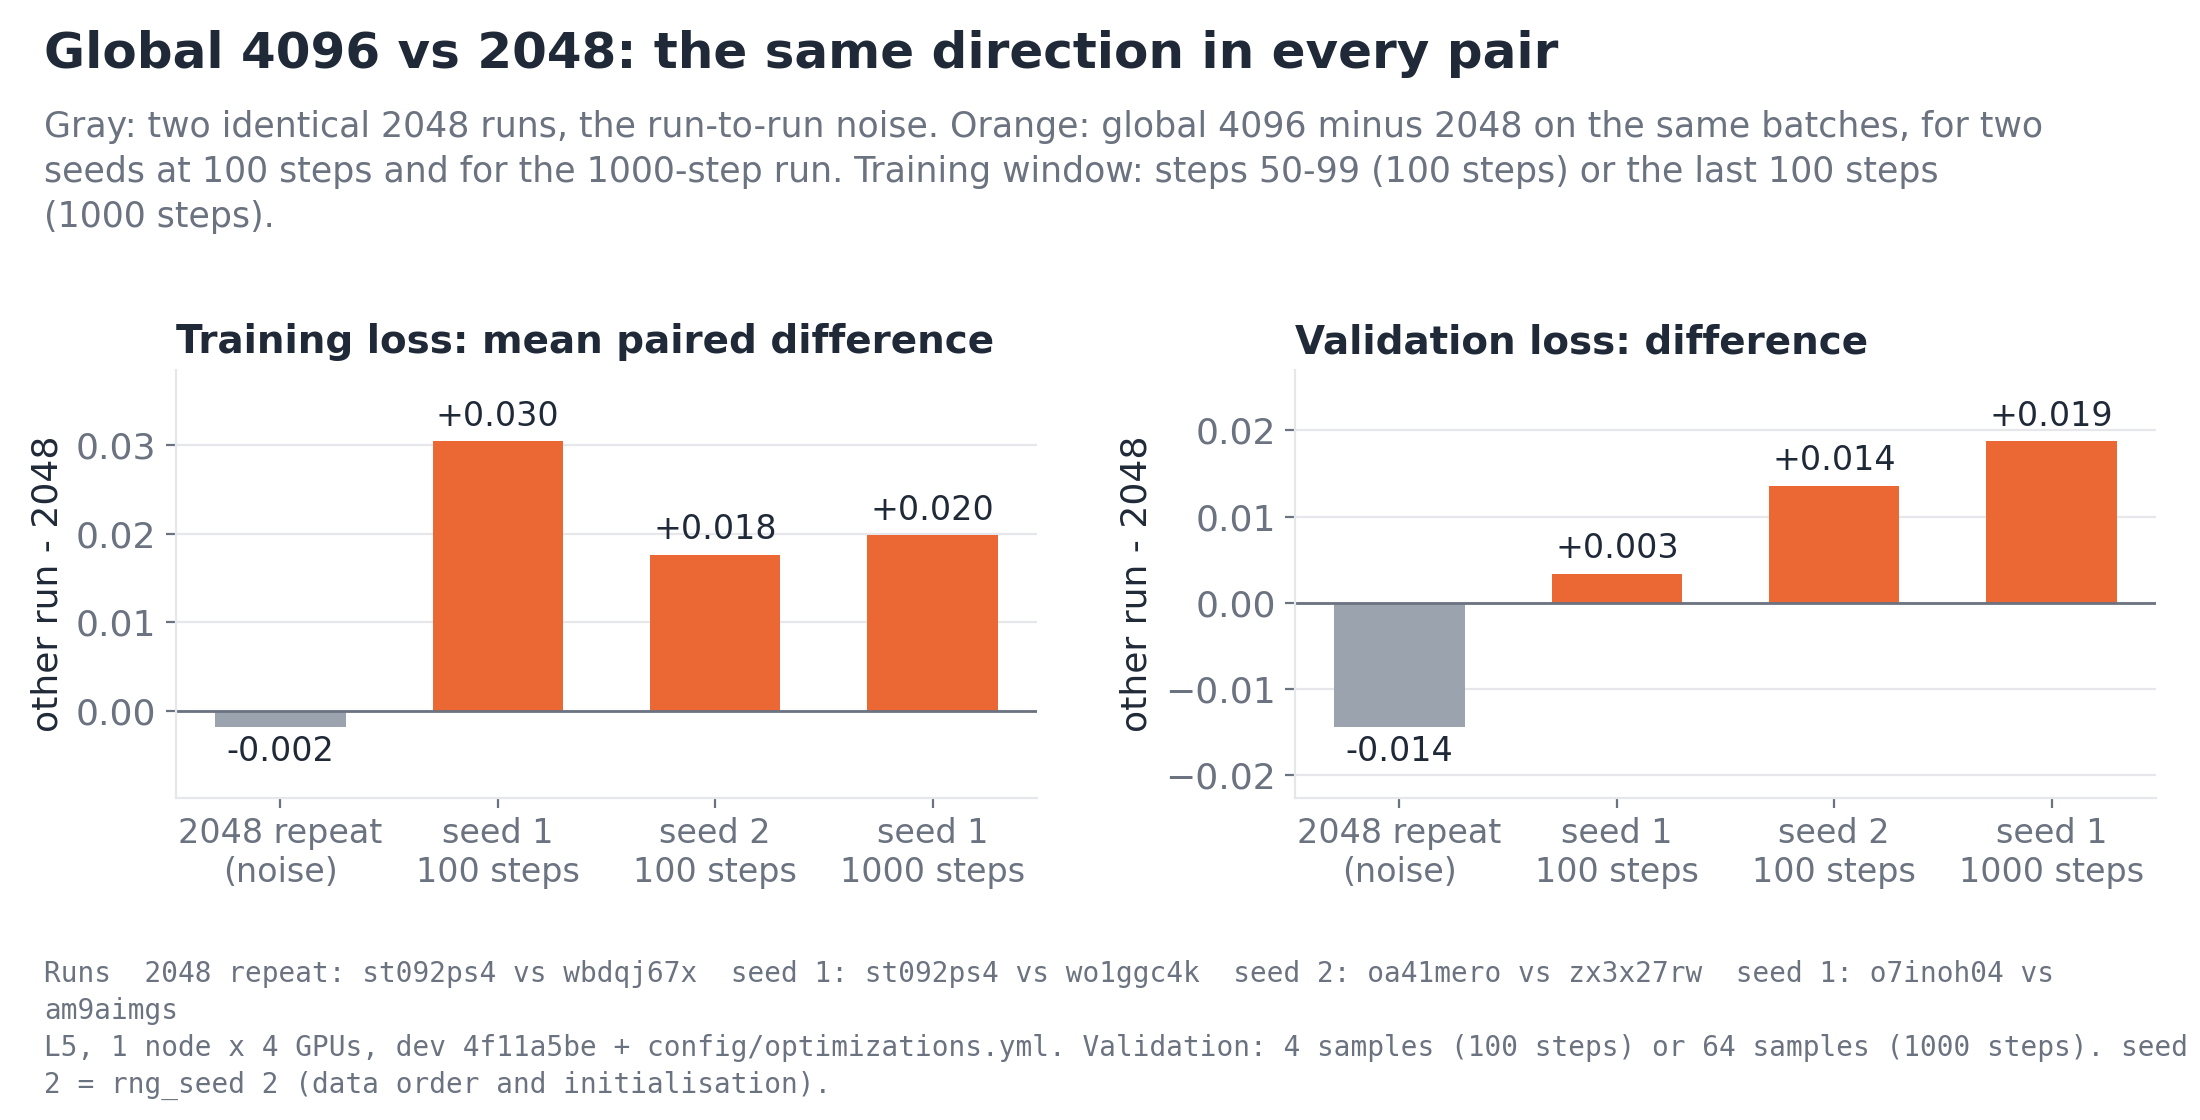 Global 4096 vs 2048: the same direction in every pair
Gray: two identical 2048 runs, the run-to-run noise. Orange: global 4096 minus 2048 on the same batches, for two
seeds at 100 steps and for the 1000-step run. Training window: steps 50-99 (100 steps) or the last 100 steps
(1000 steps).
Training loss: mean paired difference
other run - 2048
0.03
0.02
0.01
0.00
-0.002
+0.030
+0.018
+0.020
2048 repeat
(noise)
seed 1
100 steps
seed 2
100 steps
seed 1
1000 steps
Validation loss: difference
other run - 2048
0.02
0.01
0.00
−0.01
−0.02
-0.014
+0.003
+0.014
+0.019
2048 repeat
(noise)
seed 1
100 steps
seed 2
100 steps
seed 1
1000 steps
Runs  2048 repeat: st092ps4 vs wbdqj67x  seed 1: st092ps4 vs wo1ggc4k  seed 2: oa41mero vs zx3x27rw  seed 1: o7inoh04 vs
am9aimgs
L5, 1 node x 4 GPUs, dev 4f11a5be + config/optimizations.yml. Validation: 4 samples (100 steps) or 64 samples (1000 steps). seed
2 = rng_seed 2 (data order and initialisation).